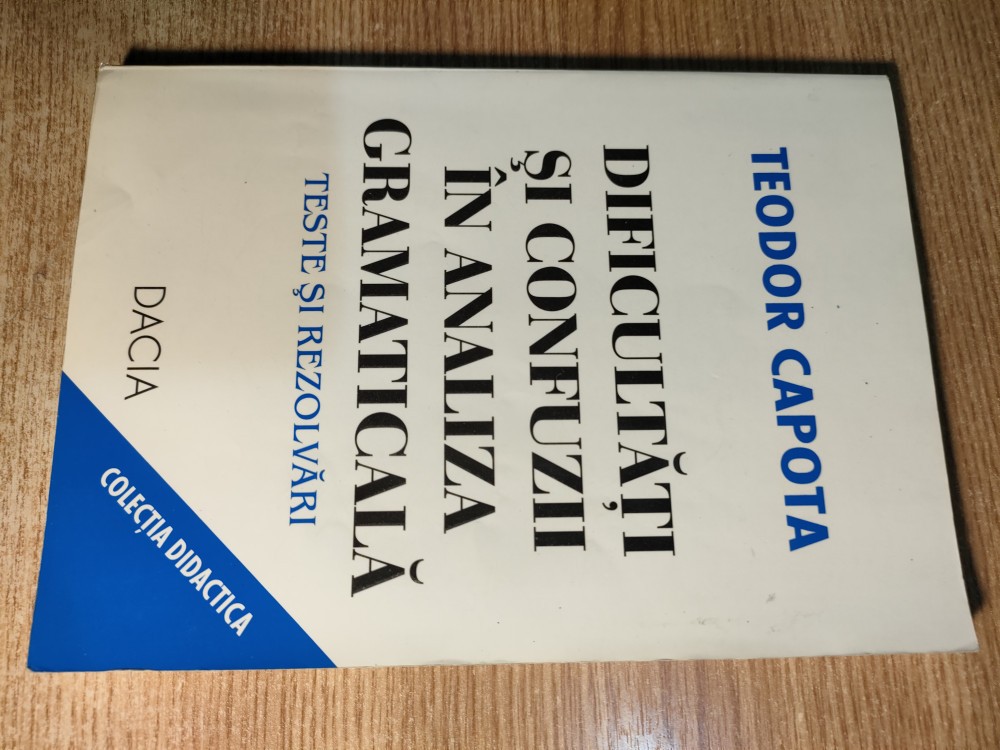 TEODOR CAPOTA
DIFICULTĂȚI
ȘI CONFUZII
ÎN ANALIZA
GRAMATICALĂ
TESTE ȘI REZOLVĂRI
DACIA
COLECȚIA DIDACTICA